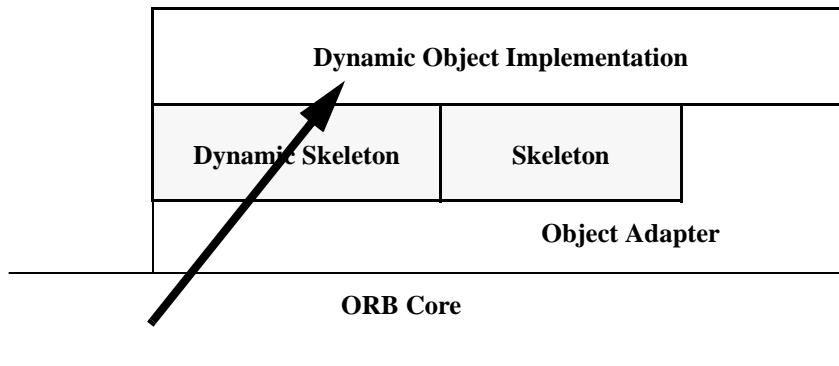 Dynamic Object Implementation
Dynamic Skeleton
Skeleton
Object Adapter
ORB Core